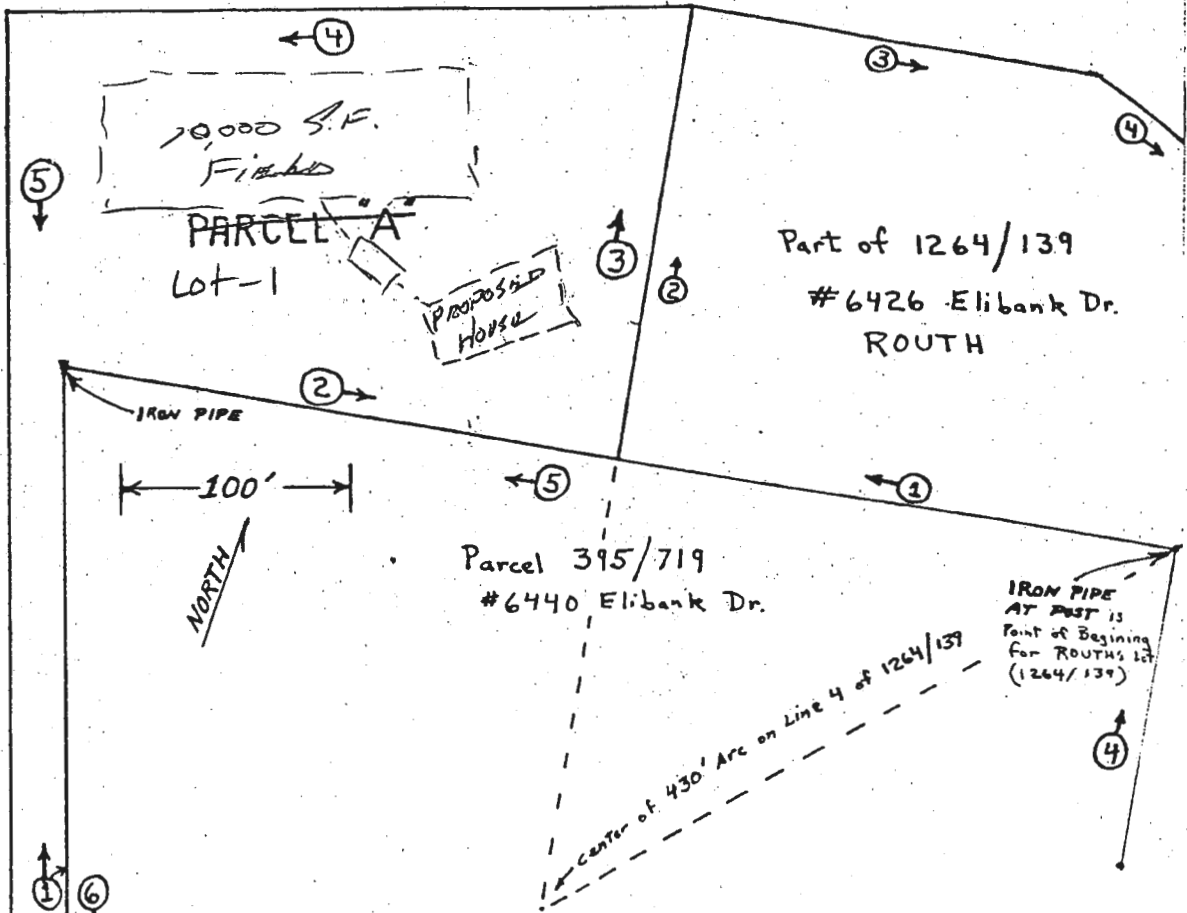 4
3
4
10,000 S.F.
Field
5
PARCEL "A"
Lot-1
PROPOSED
HOUSE
3
2
Part of 1264/139
#6426 Elibank Dr.
ROUTH
2
IRON PIPE
100'
5
1
NORTH
Parcel 395/719
#6440 Elibank Dr.
IRON PIPE
AT POST is
Point of Begining
for ROUTH's Lot
(1264/139)
Center of 430' Arc on Line 4 of 1264/139
4
1
6